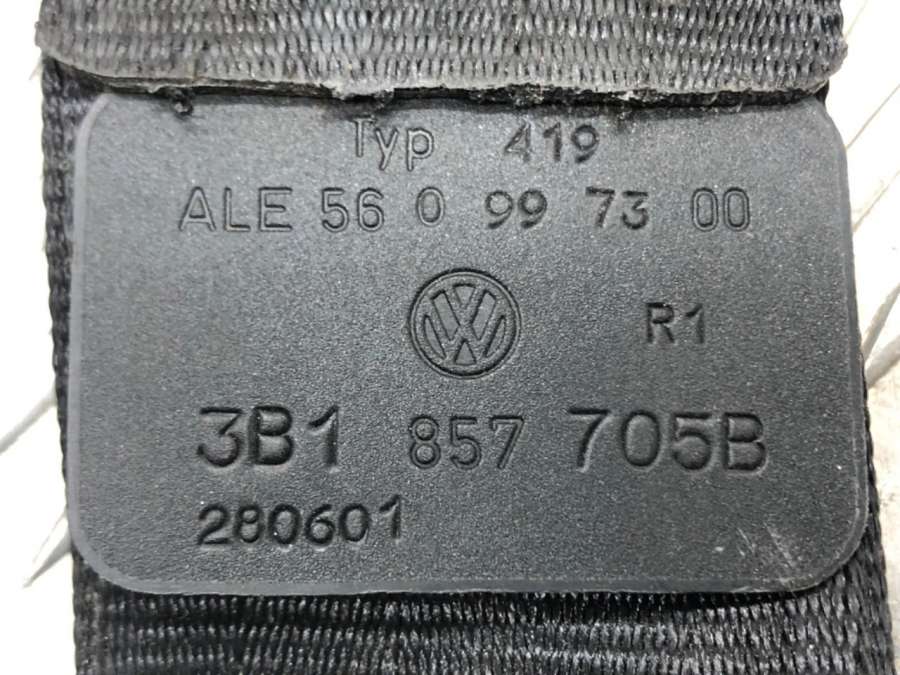 Typ 419
ALE 56 0 99 73 00
R1
3B1 857 705B
280601